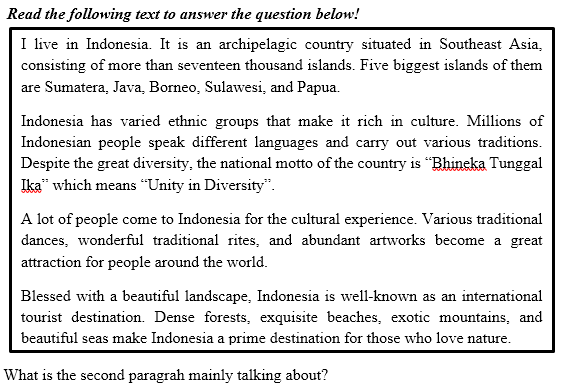 Read the following text to answer the question below!
I live in Indonesia. It is an archipelagic country situated in Southeast Asia,
consisting of more than seventeen thousand islands. Five biggest islands of them
are Sumatera, Java, Borneo, Sulawesi, and Papua.
Indonesia has varied ethnic groups that make it rich in culture. Millions of
Indonesian people speak different languages and carry out various traditions.
Despite the great diversity, the national motto of the country is “Bhineka Tunggal
Ika” which means “Unity in Diversity”.
A lot of people come to Indonesia for the cultural experience. Various traditional
dances, wonderful traditional rites, and abundant artworks become a great
attraction for people around the world.
Blessed with a beautiful landscape, Indonesia is well-known as an international
tourist destination. Dense forests, exquisite beaches, exotic mountains, and
beautiful seas make Indonesia a prime destination for those who love nature.
What is the second paragrah mainly talking about?